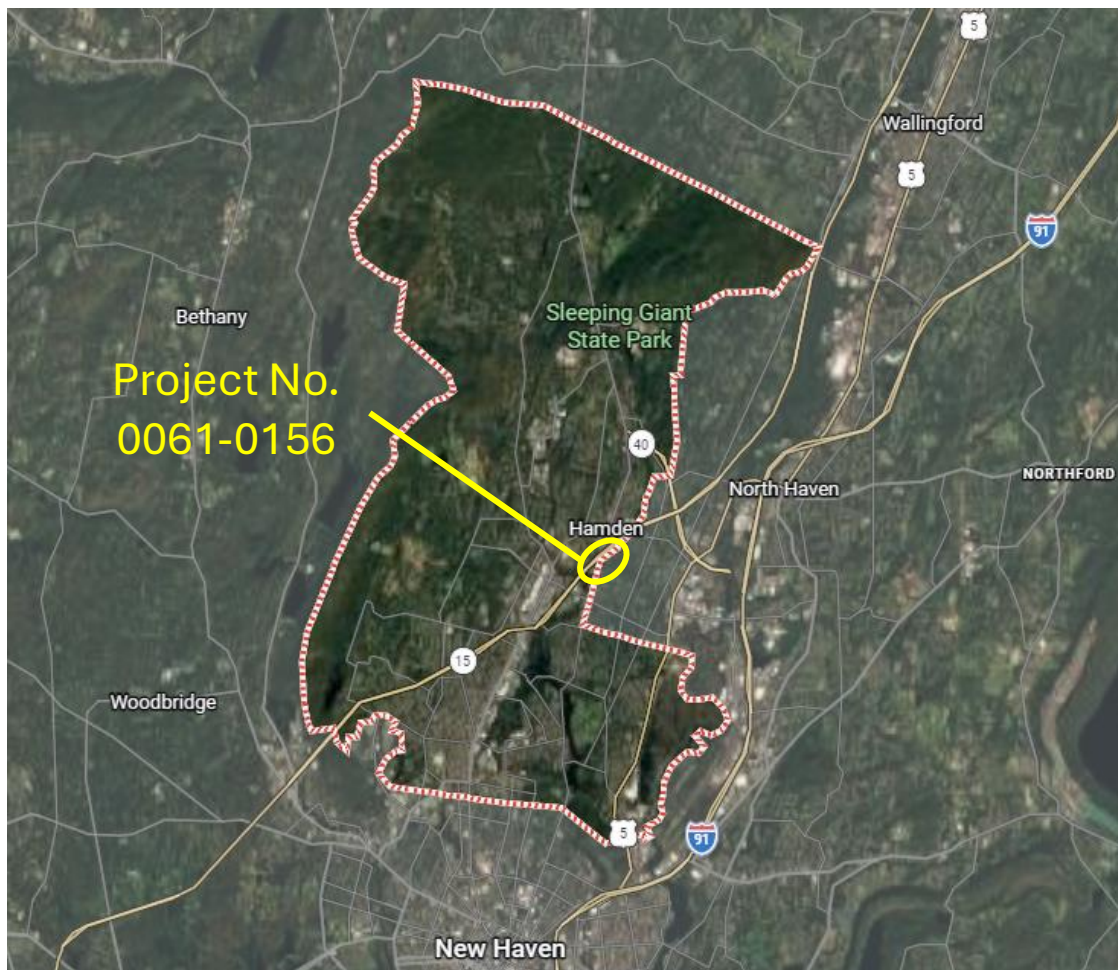 5
Wallingford
5
91
Sleeping Giant
State Park
Bethany
Project No.
0061-0156
40
North Haven
NORTHFORD
Hamden
15
Woodbridge
5
91
New Haven